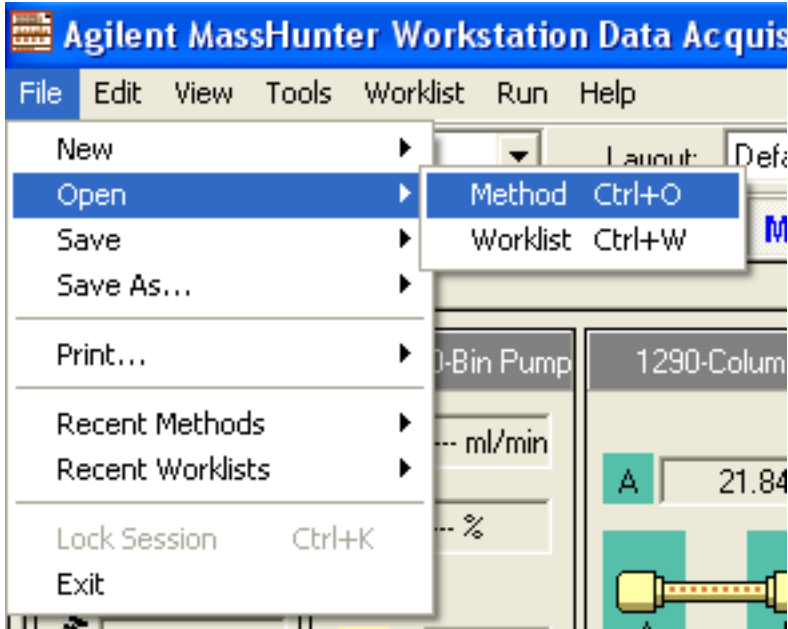 Agilent MassHunter Workstation Data Acquis
File Edit View Tools Worklist Run Help
New
Layout: Defa
Open
Method Ctrl+O
Save
Worklist Ctrl+W
M
Save As...
Print...
0-Bin Pump
1290-Colum
Recent Methods
--- ml/min
Recent Worklists
A 21.84
Lock Session Ctrl+K
--- %
Exit